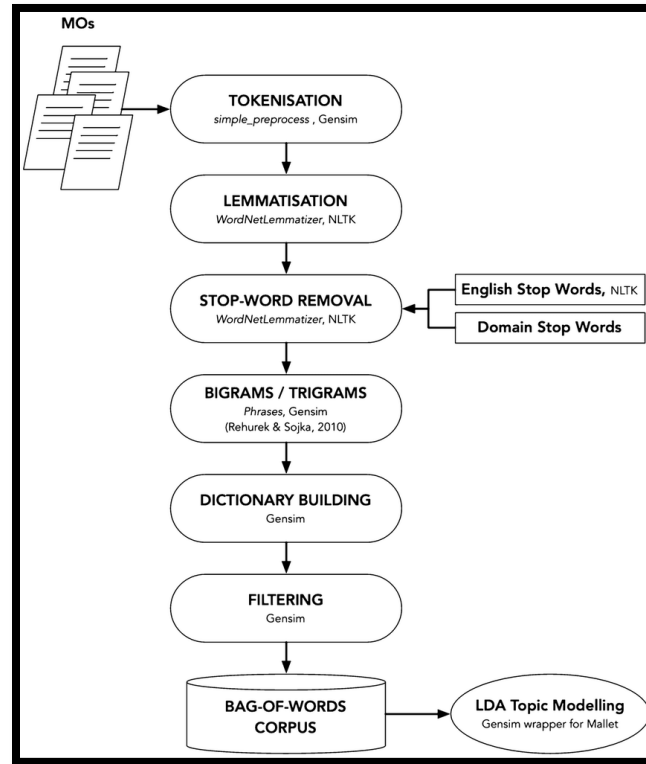 MOs
TOKENISATION
simple_preprocess , Gensim
LEMMATISATION
WordNetLemmatizer, NLTK
STOP-WORD REMOVAL
WordNetLemmatizer, NLTK
English Stop Words, NLTK
Domain Stop Words
BIGRAMS / TRIGRAMS
Phrases, Gensim
(Rehurek & Sojka, 2010)
DICTIONARY BUILDING
Gensim
FILTERING
Gensim
BAG-OF-WORDS
CORPUS
LDA Topic Modelling
Gensim wrapper for Mallet